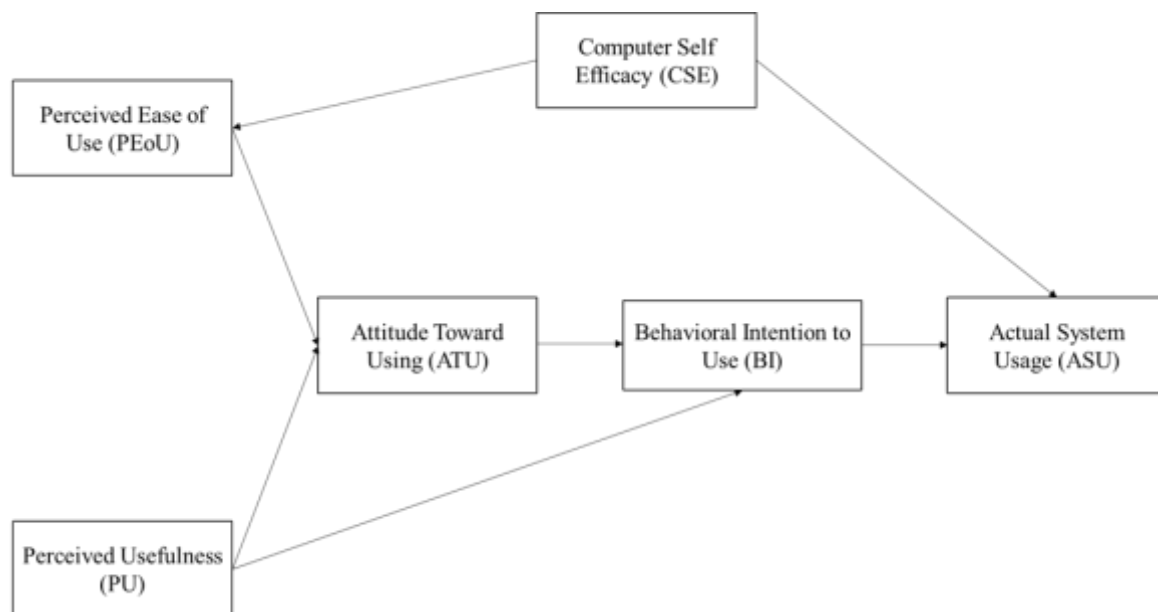 Computer Self
Efficacy (CSE)
Perceived Ease of
Use (PEoU)
Attitude Toward
Using (ATU)
Behavioral Intention to
Use (BI)
Actual System
Usage (ASU)
Perceived Usefulness
(PU)